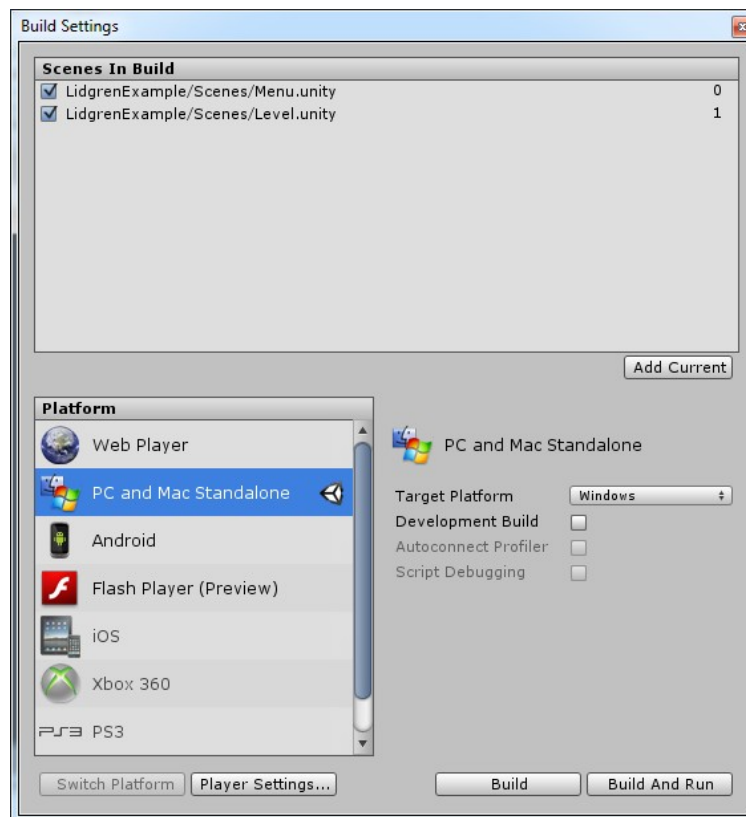 Build Settings
Scenes In Build
LidgrenExample/Scenes/Menu.unity 0
LidgrenExample/Scenes/Level.unity 1
Add Current
Platform
Web Player
PC and Mac Standalone
Android
Flash Player (Preview)
iOS
Xbox 360
PS3 PS3
PC and Mac Standalone
Target Platform Windows
Development Build
Autoconnect Profiler
Script Debugging
Switch Platform Player Settings... Build Build And Run